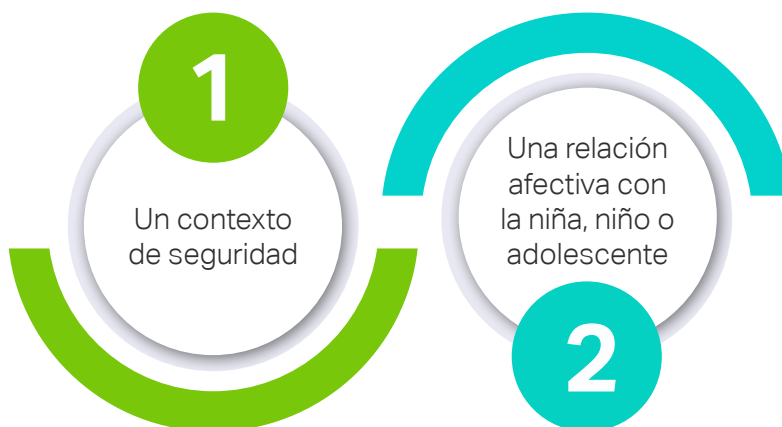 1
Un contexto
de seguridad
Una relación
afectiva con
la niña, niño o
adolescente
2